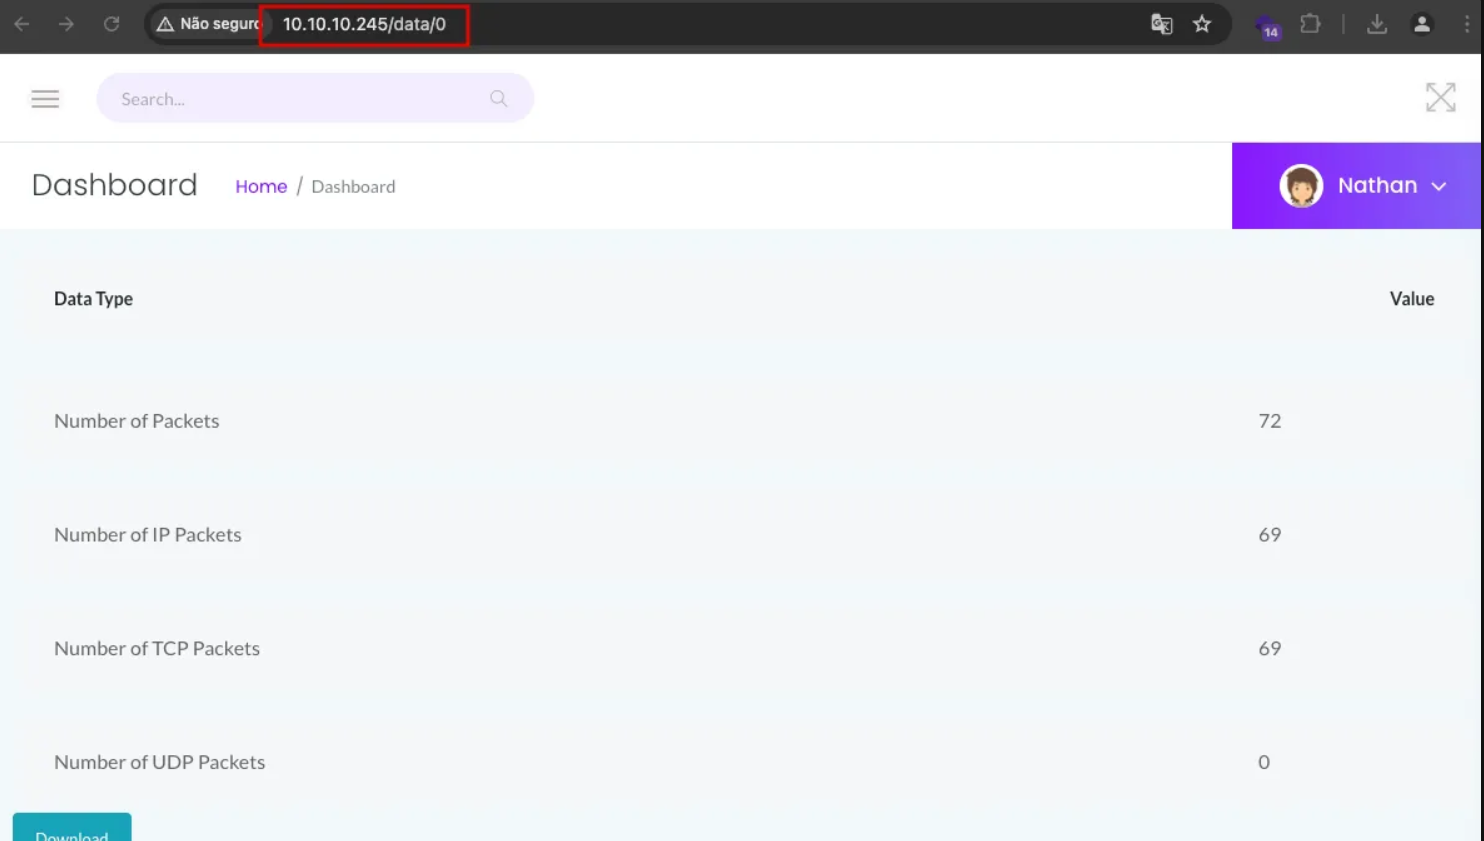 Não seguro 10.10.10.245/data/0
14
Search...
Dashboard Home / Dashboard
Nathan
Data Type Value
Number of Packets 72
Number of IP Packets 69
Number of TCP Packets 69
Number of UDP Packets 0
Download